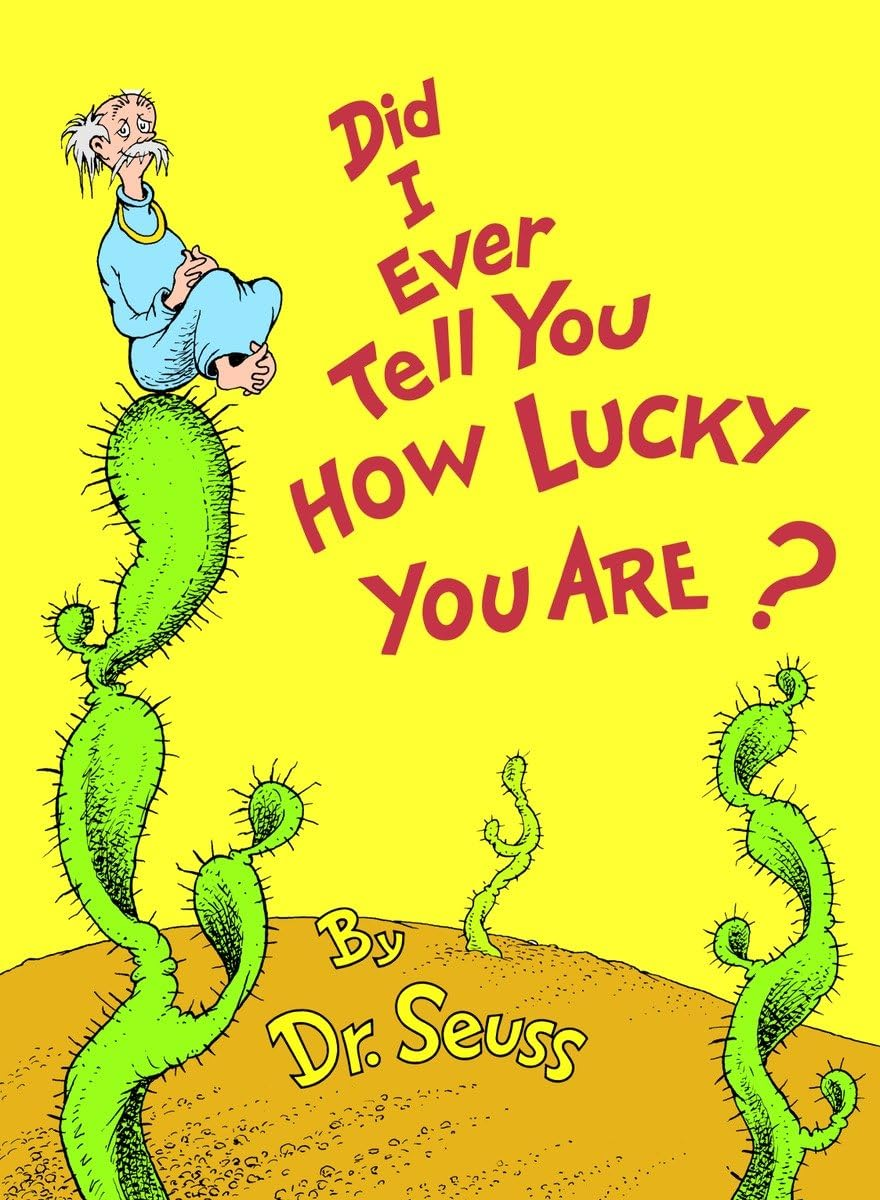 Did
I
Ever
Tell You
How Lucky
You Are?
By
Dr. Seuss